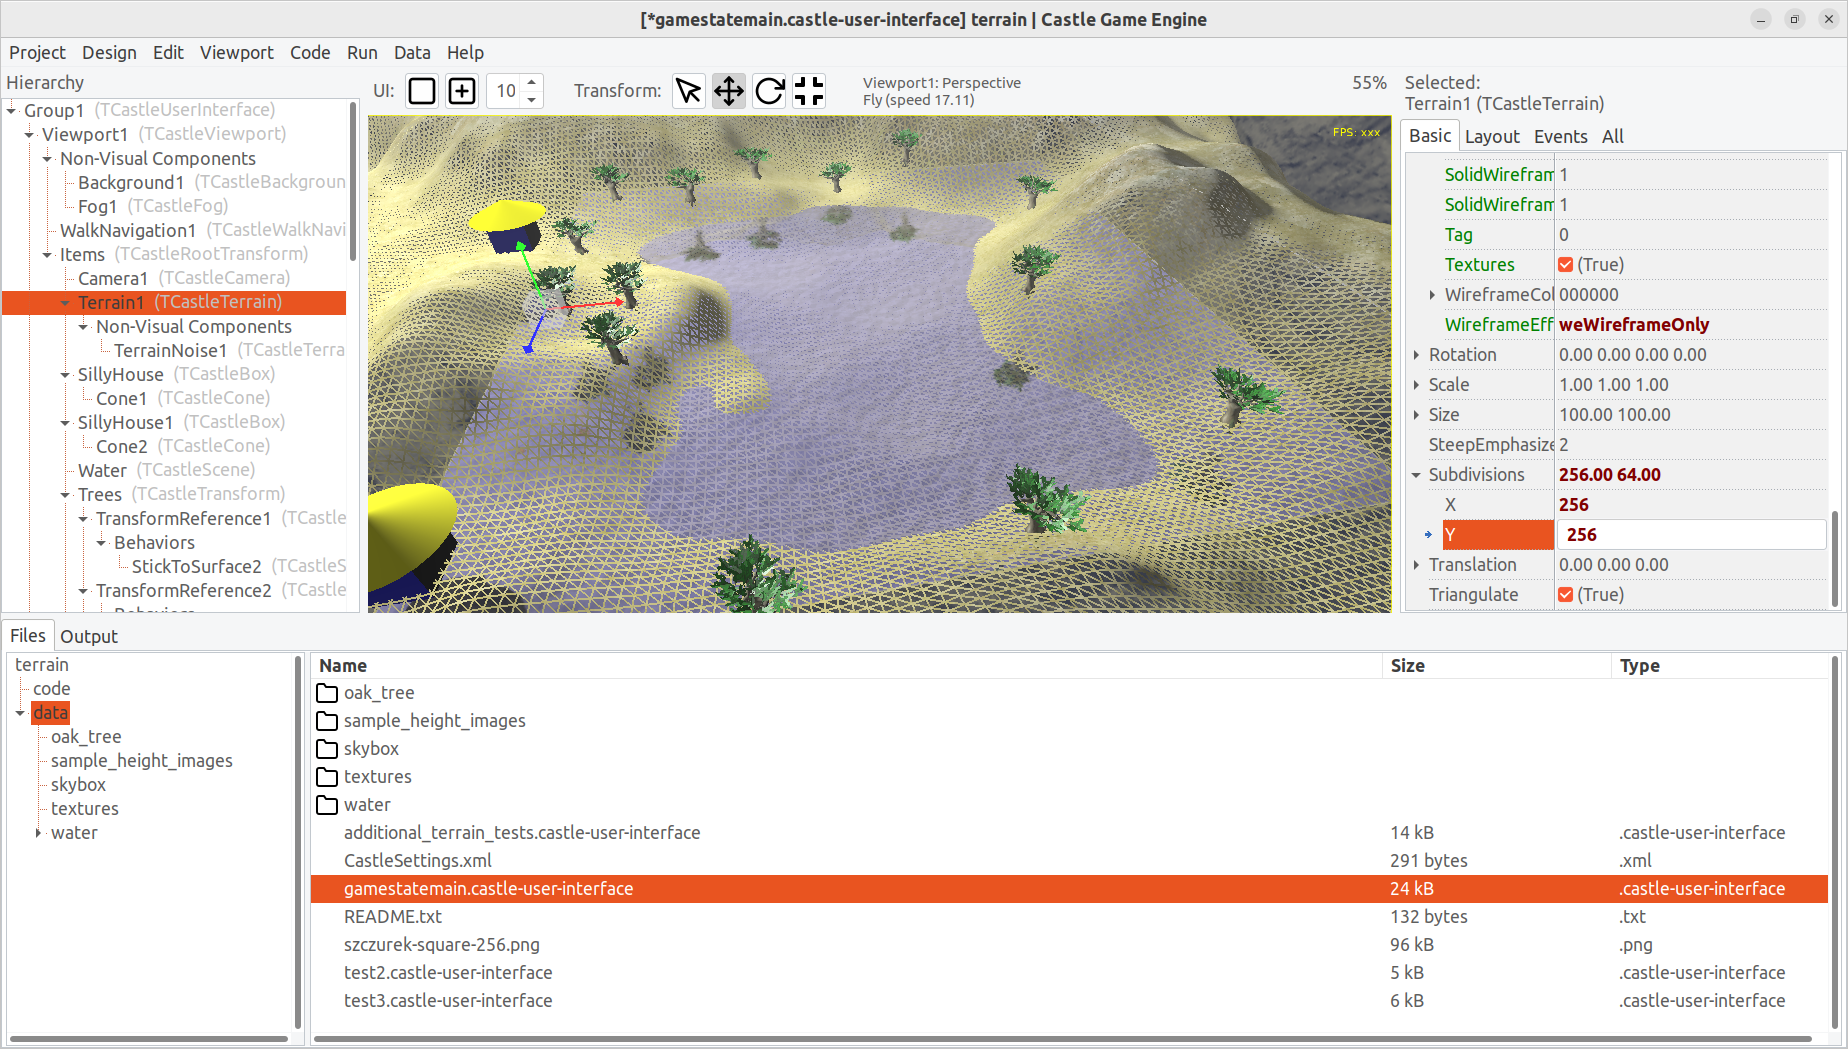 [*gamestatemain.castle-user-interface] terrain | Castle Game Engine
Project Design Edit Viewport Code Run Data Help
Hierarchy
Group1 (TCastleUserInterface)
Viewport1 (TCastleViewport)
Non-Visual Components
Background1 (TCastleBackgroun
Fog1 (TCastleFog)
WalkNavigation1 (TCastleWalkNavi
Items (TCastleRootTransform)
Camera1 (TCastleCamera)
Terrain1 (TCastleTerrain)
Non-Visual Components
TerrainNoise1 (TCastleTerra
SillyHouse (TCastleBox)
Cone1 (TCastleCone)
SillyHouse1 (TCastleBox)
Cone2 (TCastleCone)
Water (TCastleScene)
Trees (TCastleTransform)
TransformReference1 (TCastle
Behaviors
StickToSurface2 (TCastleS
TransformReference2 (TCastle
Behaviors
UI: 10 Transform: Viewport1: Perspective
Fly (speed 17.11)
55%
FPS: xxx
Selected:
Terrain1 (TCastleTerrain)
Basic Layout Events All
SolidWirefram 1
SolidWirefram 1
Tag 0
Textures (True)
WireframeCol 000000
WireframeEff weWireframeOnly
Rotation 0.00 0.00 0.00 0.00
Scale 1.00 1.00 1.00
Size 100.00 100.00
SteepEmphasize 2
Subdivisions 256.00 64.00
X 256
Y 256
Translation 0.00 0.00 0.00
Triangulate (True)
Files Output
terrain
code
data
oak_tree
sample_height_images
skybox
textures
water
Name Size Type
oak_tree
sample_height_images
skybox
textures
water
additional_terrain_tests.castle-user-interface 14 kB .castle-user-interface
CastleSettings.xml 291 bytes .xml
gamestatemain.castle-user-interface 24 kB .castle-user-interface
README.txt 132 bytes .txt
szczurek-square-256.png 96 kB .png
test2.castle-user-interface 5 kB .castle-user-interface
test3.castle-user-interface 6 kB .castle-user-interface